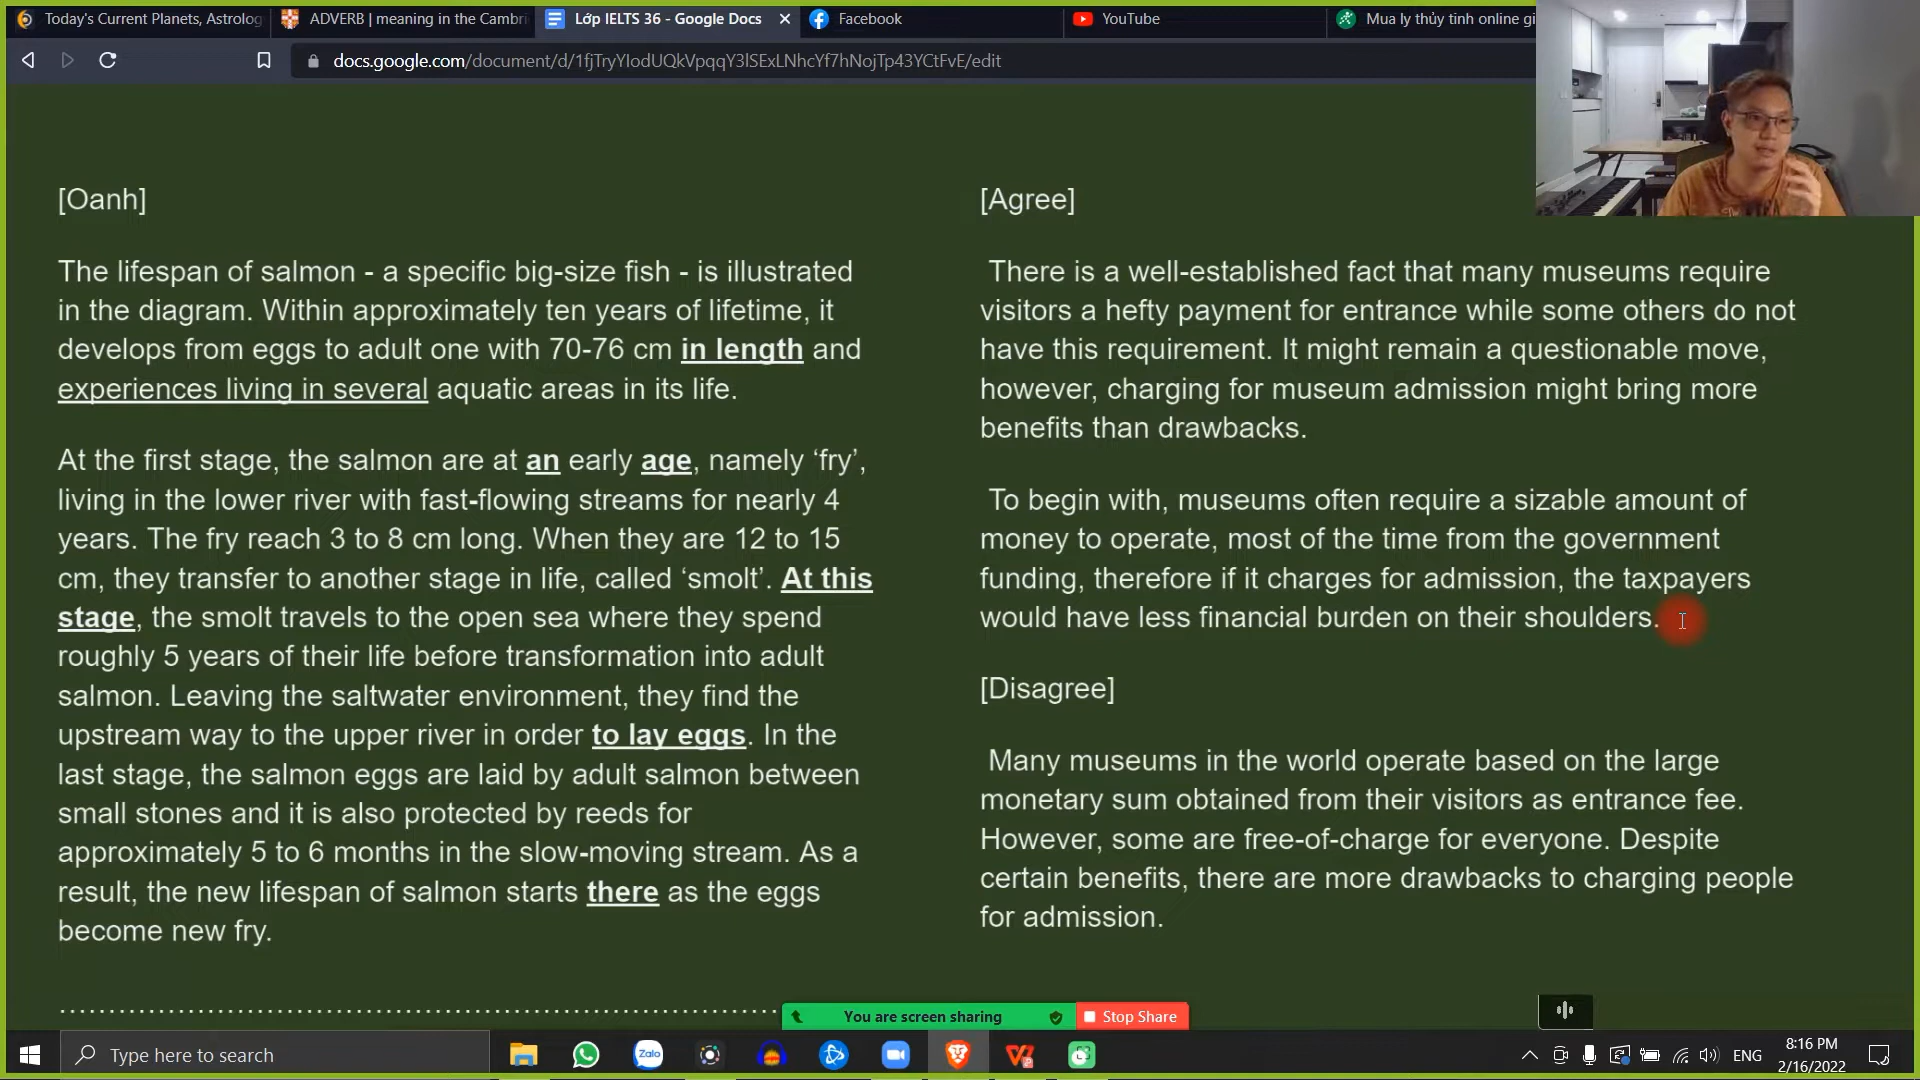 Today's Current Planets, Astrolog
ADVERB | meaning in the Cambri
Lớp IELTS 36 - Google Docs
Facebook
YouTube
Mua ly thủy tinh online gi
docs.google.com/document/d/1fjTryYIodUQkVpqqY3lSExLNhcYf7hNojTp43YCtFvE/edit
[Oanh]
The lifespan of salmon - a specific big-size fish - is illustrated
in the diagram. Within approximately ten years of lifetime, it
develops from eggs to adult one with 70-76 cm in length and
experiences living in several aquatic areas in its life.
At the first stage, the salmon are at an early age, namely ‘fry’,
living in the lower river with fast-flowing streams for nearly 4
years. The fry reach 3 to 8 cm long. When they are 12 to 15
cm, they transfer to another stage in life, called ‘smolt’. At this
stage, the smolt travels to the open sea where they spend
roughly 5 years of their life before transformation into adult
salmon. Leaving the saltwater environment, they find the
upstream way to the upper river in order to lay eggs. In the
last stage, the salmon eggs are laid by adult salmon between
small stones and it is also protected by reeds for
approximately 5 to 6 months in the slow-moving stream. As a
result, the new lifespan of salmon starts there as the eggs
become new fry.
[Agree]
There is a well-established fact that many museums require
visitors a hefty payment for entrance while some others do not
have this requirement. It might remain a questionable move,
however, charging for museum admission might bring more
benefits than drawbacks.
To begin with, museums often require a sizable amount of
money to operate, most of the time from the government
funding, therefore if it charges for admission, the taxpayers
would have less financial burden on their shoulders.
[Disagree]
Many museums in the world operate based on the large
monetary sum obtained from their visitors as entrance fee.
However, some are free-of-charge for everyone. Despite
certain benefits, there are more drawbacks to charging people
for admission.
You are screen sharing
Stop Share
Type here to search
Zalo
ENG
8:16 PM
2/16/2022